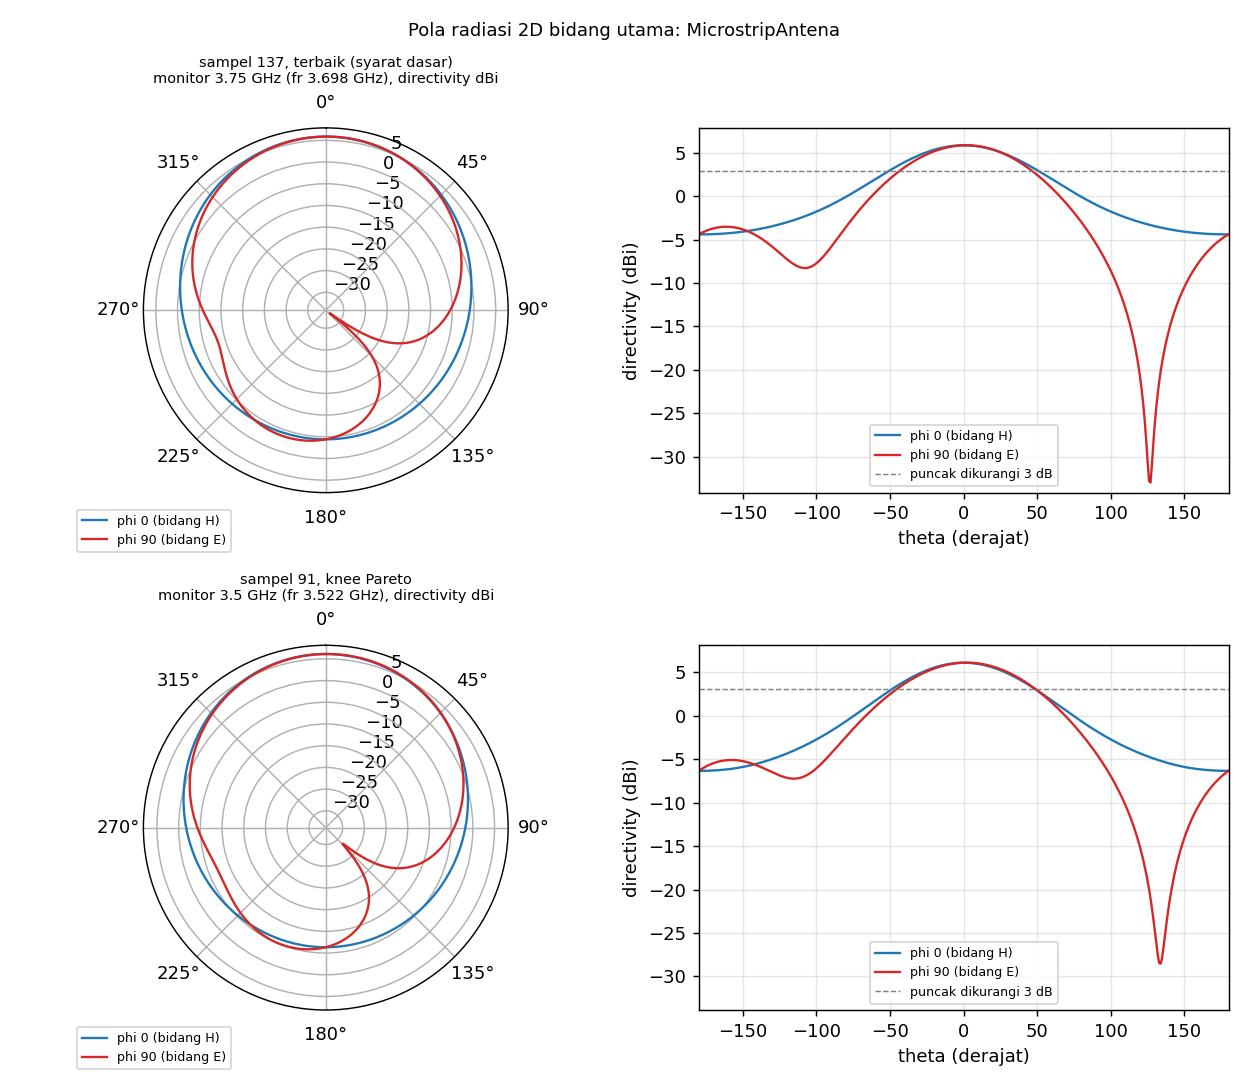 Pola radiasi 2D bidang utama: MicrostripAntena
sampel 137, terbaik (syarat dasar)
monitor 3.75 GHz (fr 3.698 GHz), directivity dBi
0°
45°
90°
135°
180°
225°
270°
315°
5
0
−5
−10
−15
−20
−25
−30
phi 0 (bidang H)
phi 90 (bidang E)
directivity (dBi)
5
0
−5
−10
−15
−20
−25
−30
phi 0 (bidang H)
phi 90 (bidang E)
puncak dikurangi 3 dB
−150 −100 −50 0 50 100 150
theta (derajat)
sampel 91, knee Pareto
monitor 3.5 GHz (fr 3.522 GHz), directivity dBi
0°
45°
90°
135°
180°
225°
270°
315°
5
0
−5
−10
−15
−20
−25
−30
phi 0 (bidang H)
phi 90 (bidang E)
directivity (dBi)
5
0
−5
−10
−15
−20
−25
−30
phi 0 (bidang H)
phi 90 (bidang E)
puncak dikurangi 3 dB
−150 −100 −50 0 50 100 150
theta (derajat)